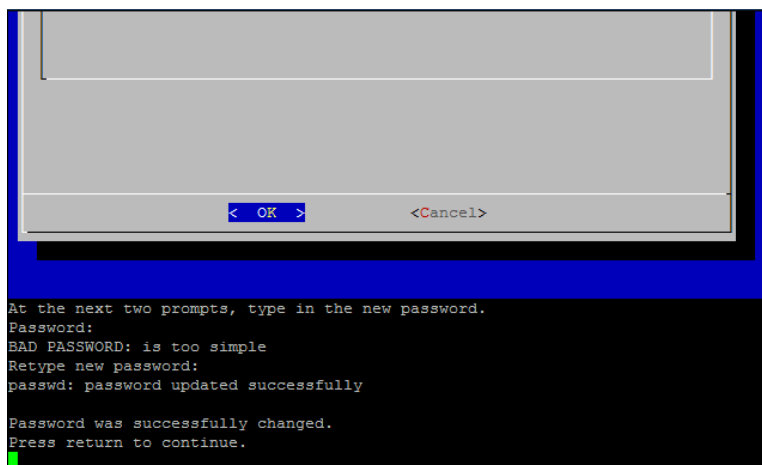 < OK > <Cancel>
At the next two prompts, type in the new password.
Password:
BAD PASSWORD: is too simple
Retype new password:
passwd: password updated successfully
Password was successfully changed.
Press return to continue.